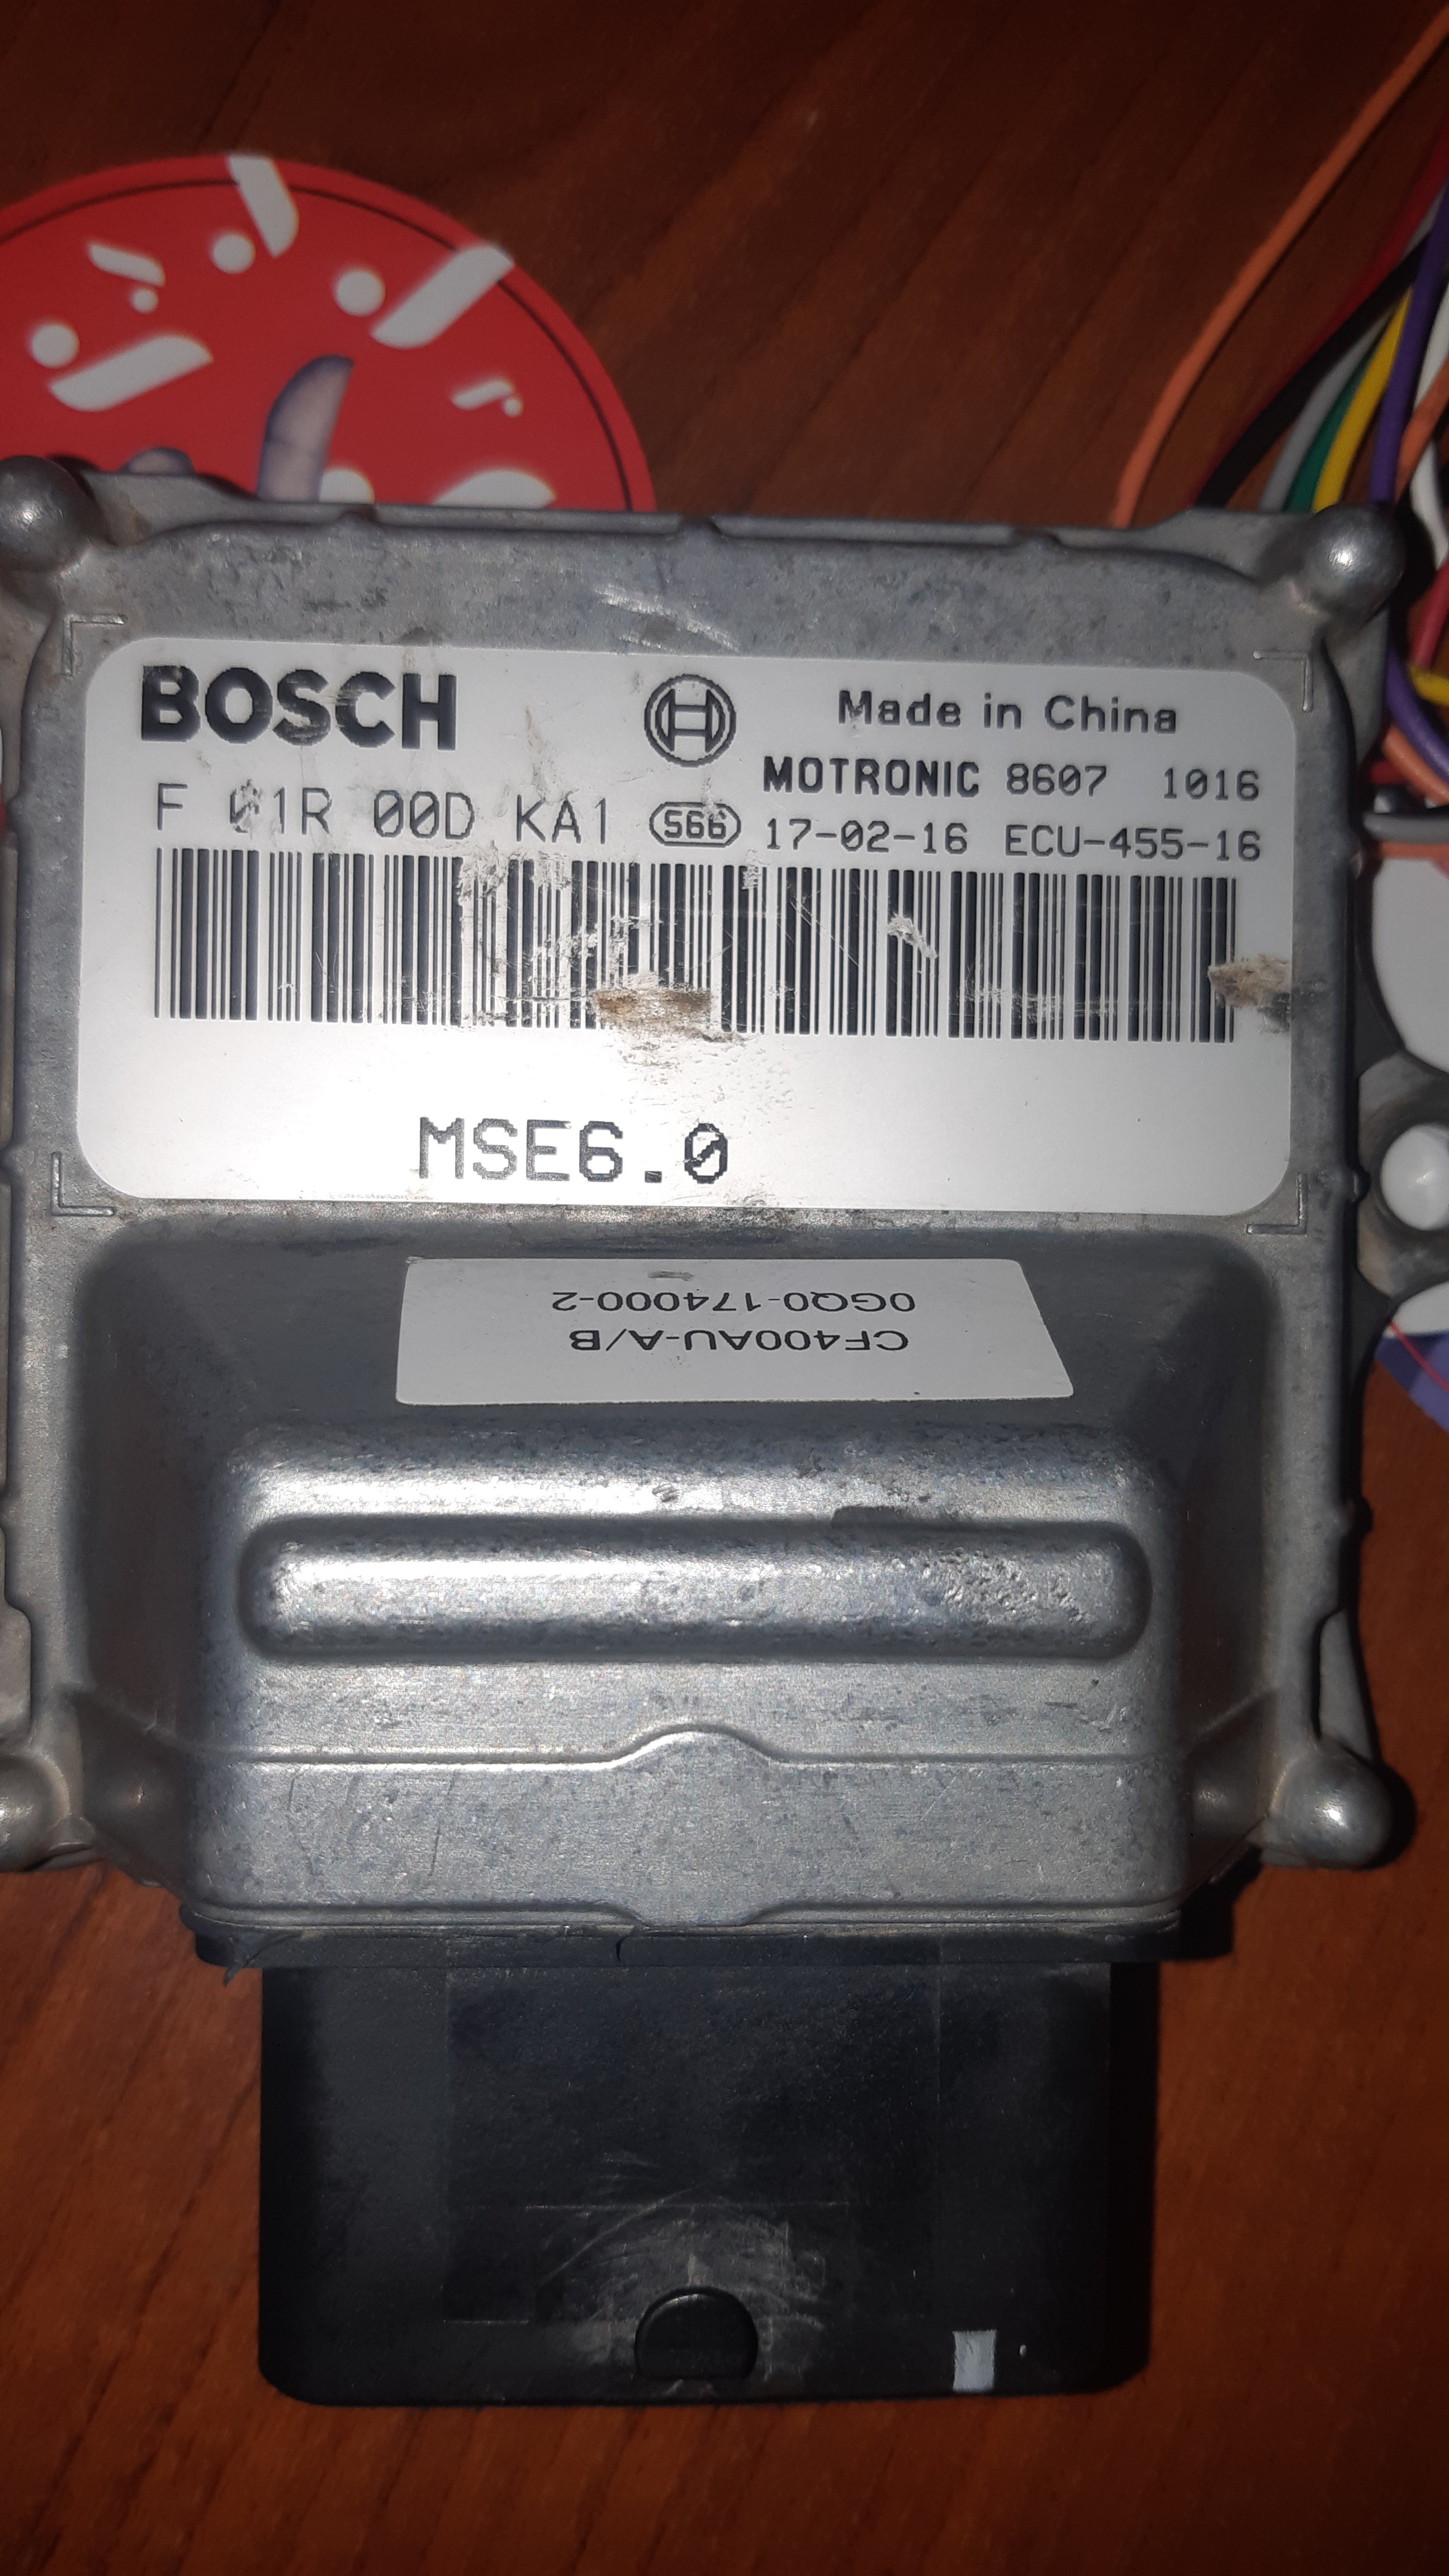 BOSCH
Made in China
MOTRONIC 8607 1016
F 01R 00D KA1
566
17-02-16 ECU-455-16
MSE6.0
CF400AU-A/B
0GQ0-174000-2